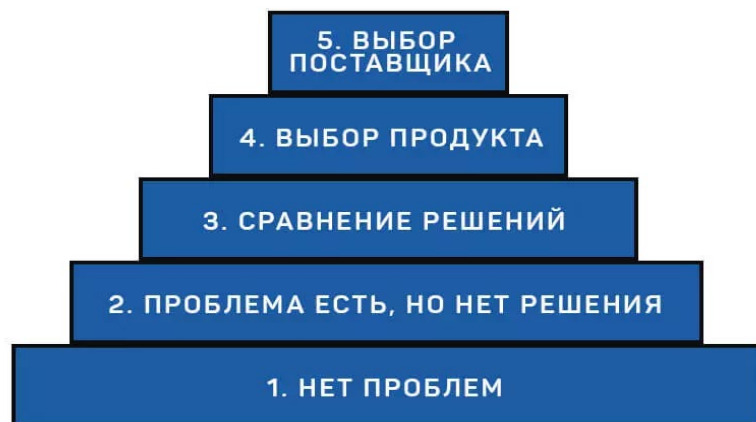 5. ВЫБОР
ПОСТАВЩИКА
4. ВЫБОР ПРОДУКТА
3. СРАВНЕНИЕ РЕШЕНИЙ
2. ПРОБЛЕМА ЕСТЬ, НО НЕТ РЕШЕНИЯ
1. НЕТ ПРОБЛЕМ